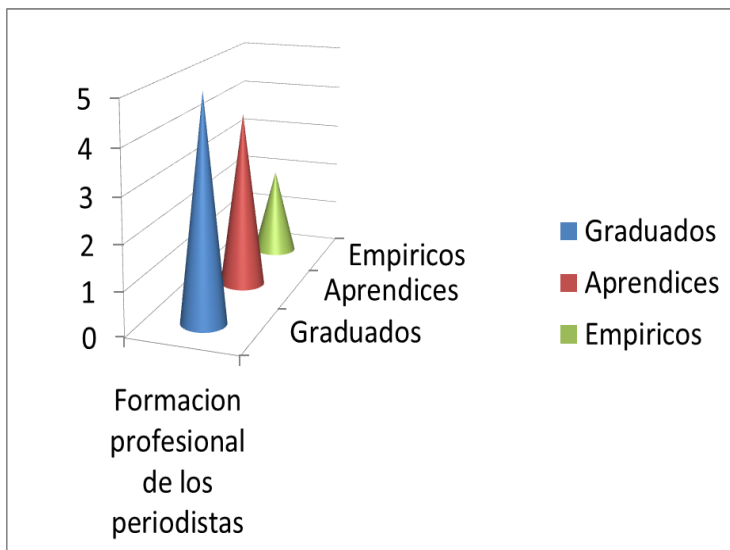 5
4
3
2
1
0
Empiricos
Aprendices
Graduados
Formacion
profesional
de los
periodistas
Graduados
Aprendices
Empiricos